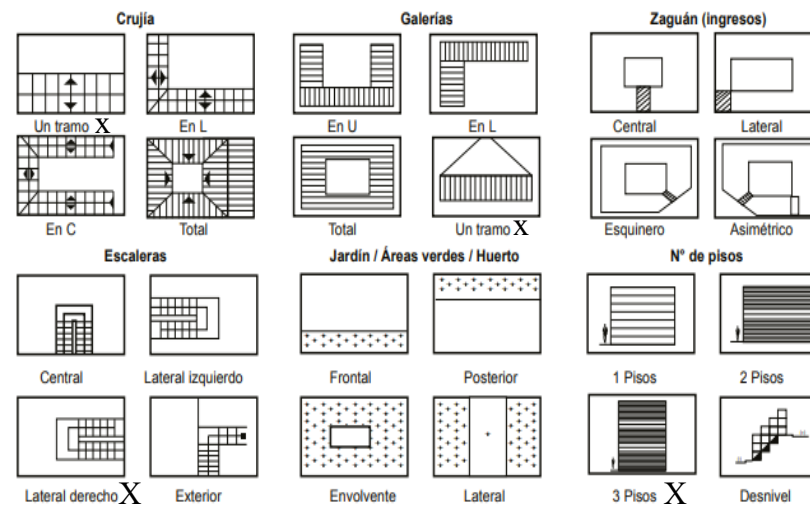 Crujía Galerías Zaguán (ingresos)
Un tramo X En L En U En L Central Lateral
En C Total Total Un tramo X Esquinero Asimétrico
Escaleras Jardín / Áreas verdes / Huerto N° de pisos
Central Lateral izquierdo Frontal Posterior 1 Pisos 2 Pisos
Lateral derecho X Exterior Envolvente Lateral 3 Pisos X Desnivel